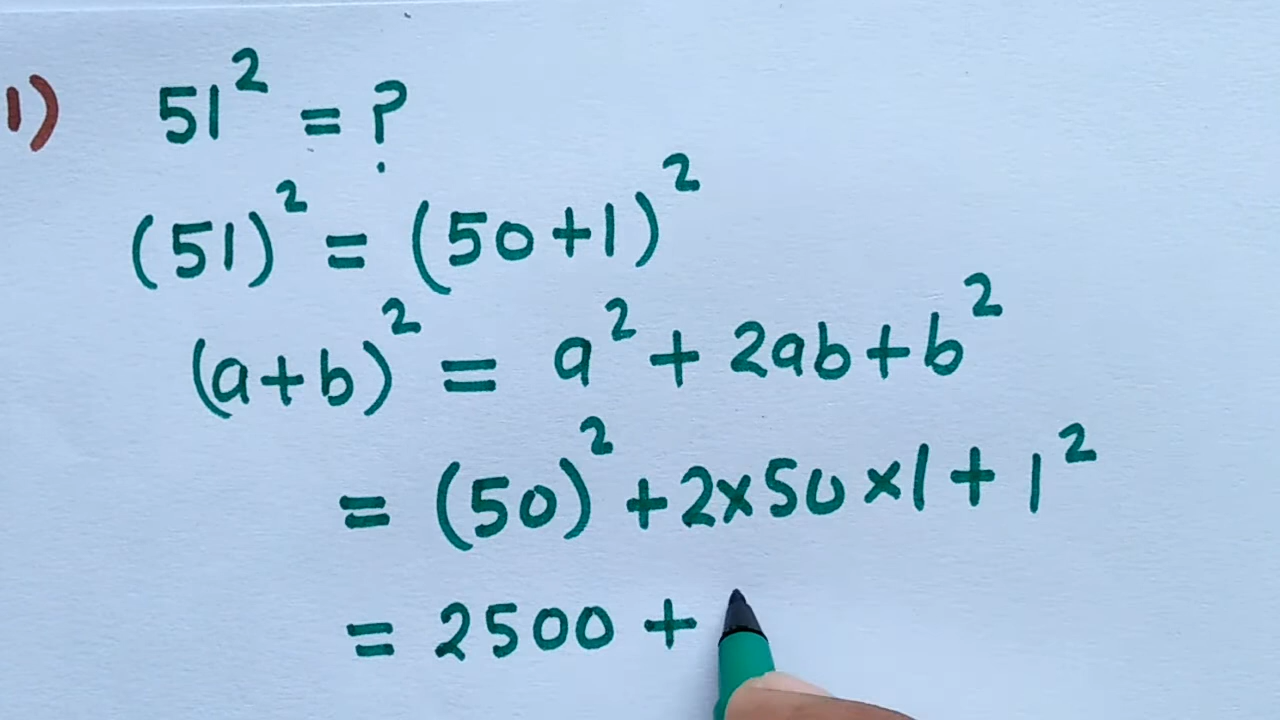 1) 51² = ?
(51)² = (50+1)²
(a+b)² = a² + 2ab + b²
= (50)² + 2×50×1 + 1²
= 2500 +